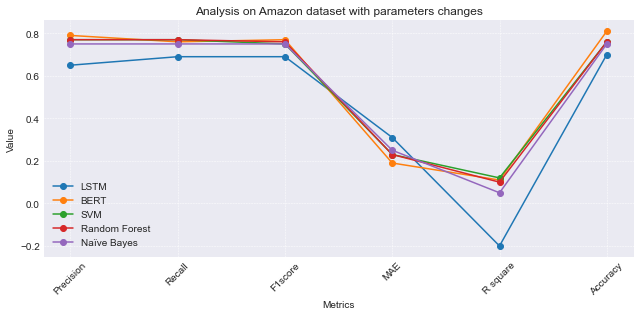 Analysis on Amazon dataset with parameters changes
Value
0.8
0.6
0.4
0.2
0.0
−0.2
LSTM
BERT
SVM
Random Forest
Naïve Bayes
Precision
Recall
F1score
MAE
R square
Accuracy
Metrics